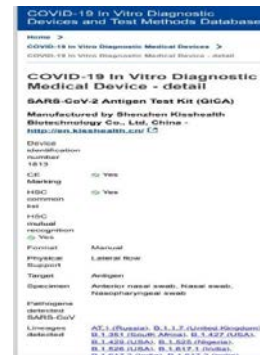 COVID-19 In Vitro Diagnostic
Devices and Test Methods Database
Home >
COVID-19 In Vitro Diagnostic Medical Devices >
COVID-19 In Vitro Diagnostic Medical Device - detail
COVID-19 In Vitro Diagnostic
Medical Device - detail
SARS-CoV-2 Antigen Test Kit (GICA)
Manufactured by Shenzhen Kisshealth
Biotechnology Co., Ltd, China -
http://en.kisshealth.cn/
Device
identification
number
1813
CE
Marking
Yes
HSC
common
list
Yes
HSC
mutual
recognition
Yes
Format Manual
Physical
Support
Lateral flow
Target Antigen
Specimen Anterior nasal swab, Nasal swab,
Nasopharyngeal swab
Pathogens
detected
SARS-CoV
Lineages
detected
AT.1 (Russia), B.1.1.7 (United Kingdom)
B.1.351 (South Africa), B.1.427 (USA),
B.1.429 (USA), B.1.525 (Nigeria),
B.1.526 (USA), B.1.617.1 (India),